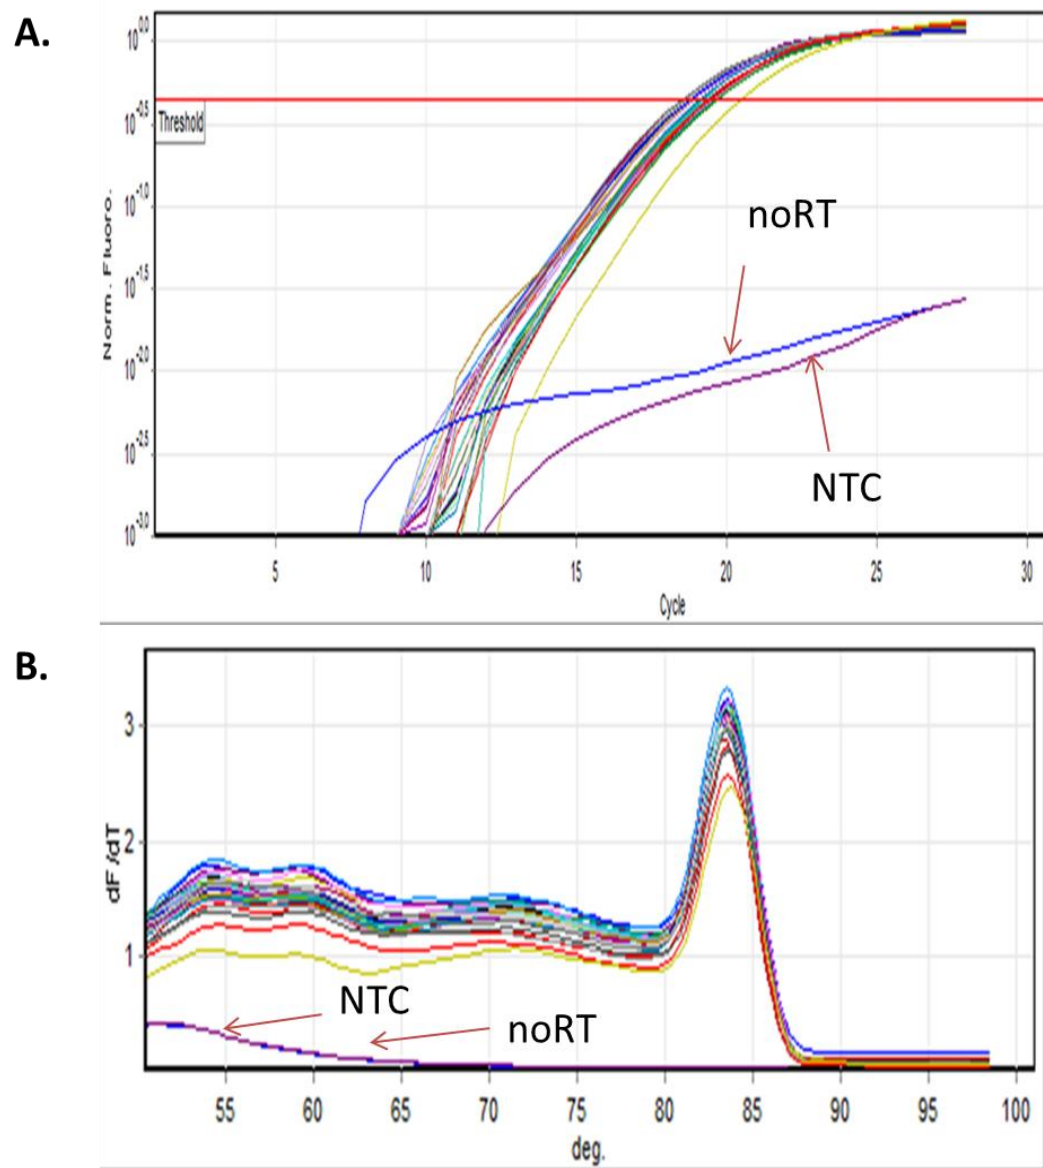 A.
10^0,0
Threshold
10^-0,5
10^-1,0
noRT
10^-1,5
Norm. Fluoro.
10^-2,0
10^-2,5
NTC
10^-3,0
5 10 15 20 25 30
Cycle
B.
3
2
dF/dT
1
NTC
noRT
55 60 65 70 75 80 85 90 95 100
deg.